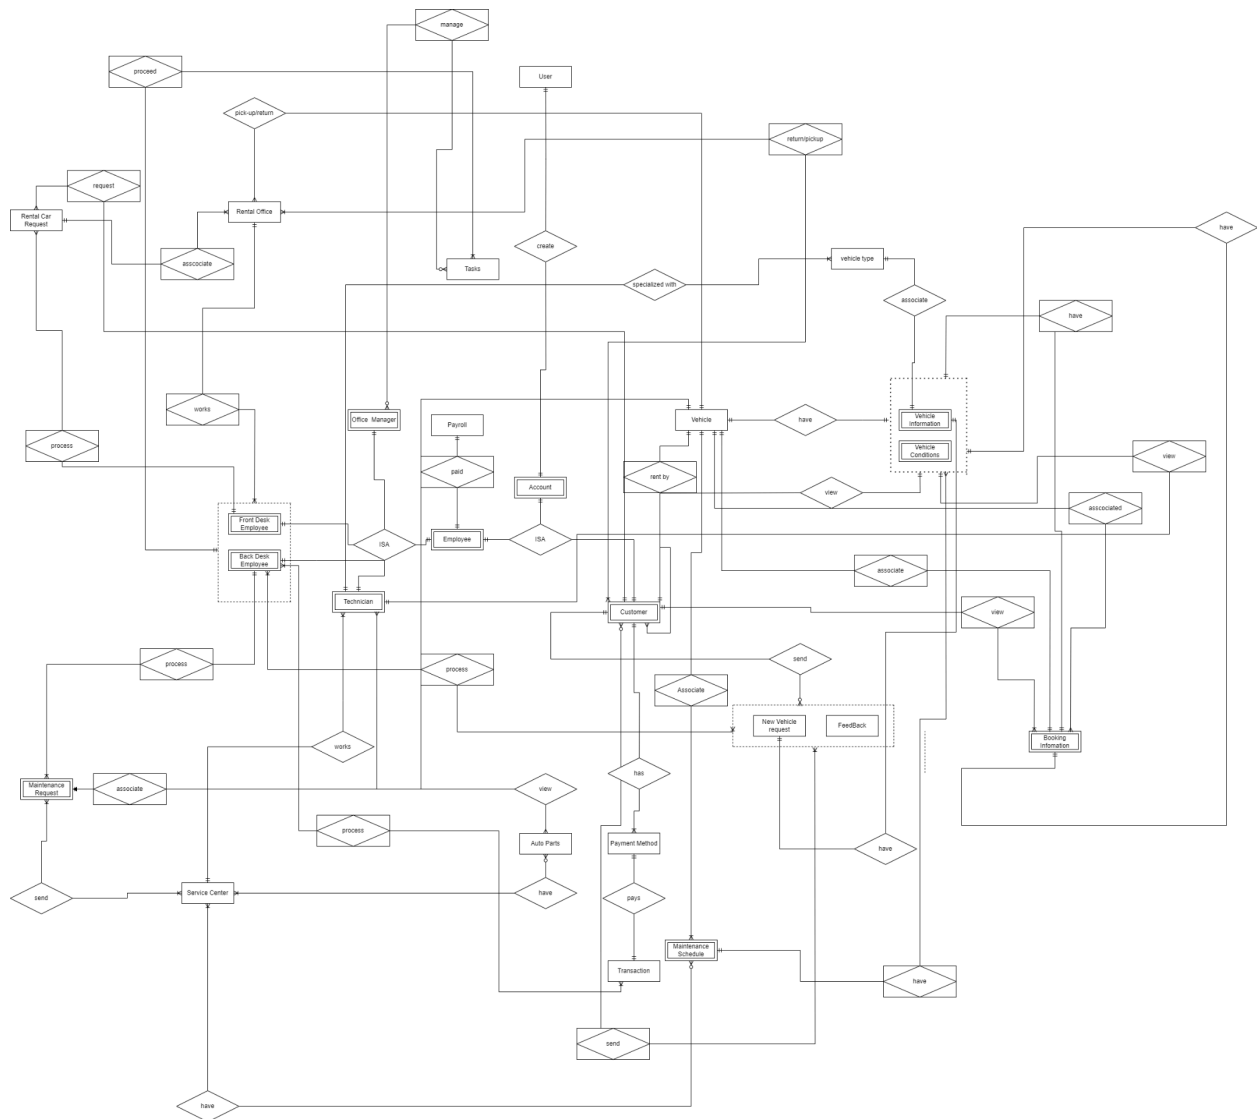 manage
proceed
User
pick-up/return
return/pickup
request
Rental Car
Request
Rental Office
have
create
vehicle type
asscociate
Tasks
specialized with
associate
have
works
Office  Manager
Payroll
Vehicle
have
Vehicle
Information
process
Vehicle
Conditions
view
paid
rent by
Account
view
asscociated
Front Desk
Employee
ISA
Employee
ISA
Back Desk
Employee
associate
Technician
Customer
view
process
process
send
Associate
New Vehicle
request
FeedBack
Booking
Infomation
works
has
Maintenance
Request
associate
view
process
Auto Parts
Payment Method
have
send
Service Center
have
pays
Maintenance
Schedule
Transaction
have
send
have